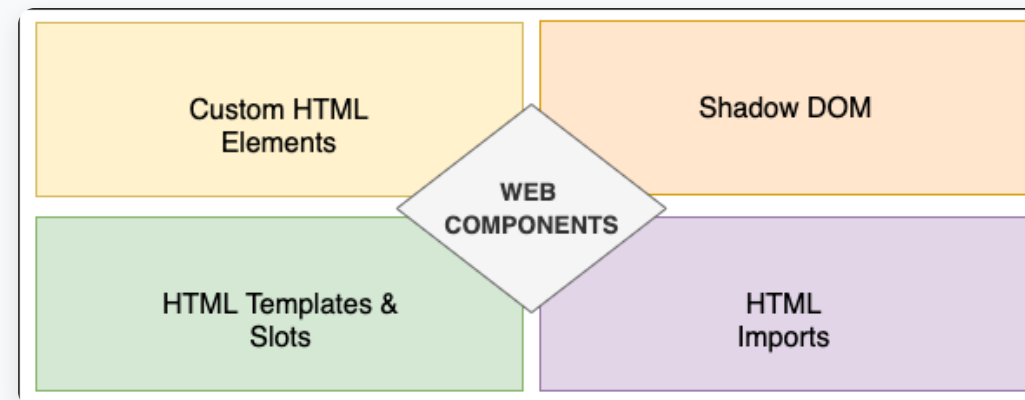 Custom HTML
Elements
Shadow DOM
WEB
COMPONENTS
HTML Templates &
Slots
HTML
Imports